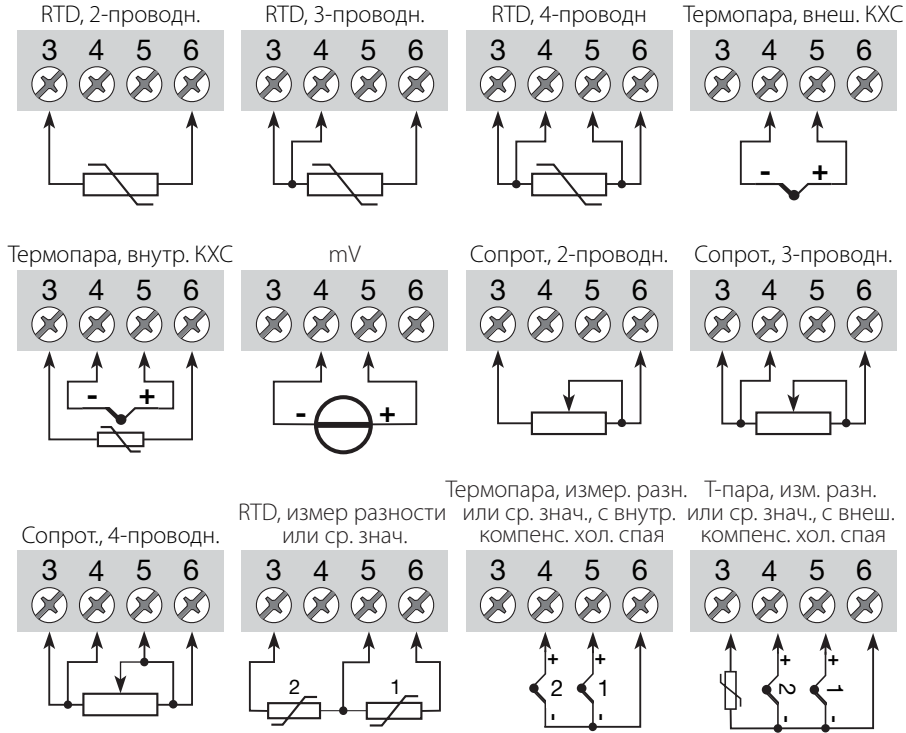 RTD, 2-проводн.
3 4 5 6
RTD, 3-проводн.
3 4 5 6
RTD, 4-проводн
3 4 5 6
Термопара, внеш. КХС
3 4 5 6
- +
Термопара, внутр. КХС
3 4 5 6
- +
mV
3 4 5 6
- +
Сопрот., 2-проводн.
3 4 5 6
Сопрот., 3-проводн.
3 4 5 6
Сопрот., 4-проводн.
3 4 5 6
RTD, измер разности
или ср. знач.
3 4 5 6
2 1
Термопара, измер. разн.
или ср. знач., с внутр.
компенс. хол. спая
3 4 5 6
+ +
2 1
- -
Т-пара, изм. разн.
или ср. знач., с внеш.
компенс. хол. спая
3 4 5 6
+ +
2 1
- -